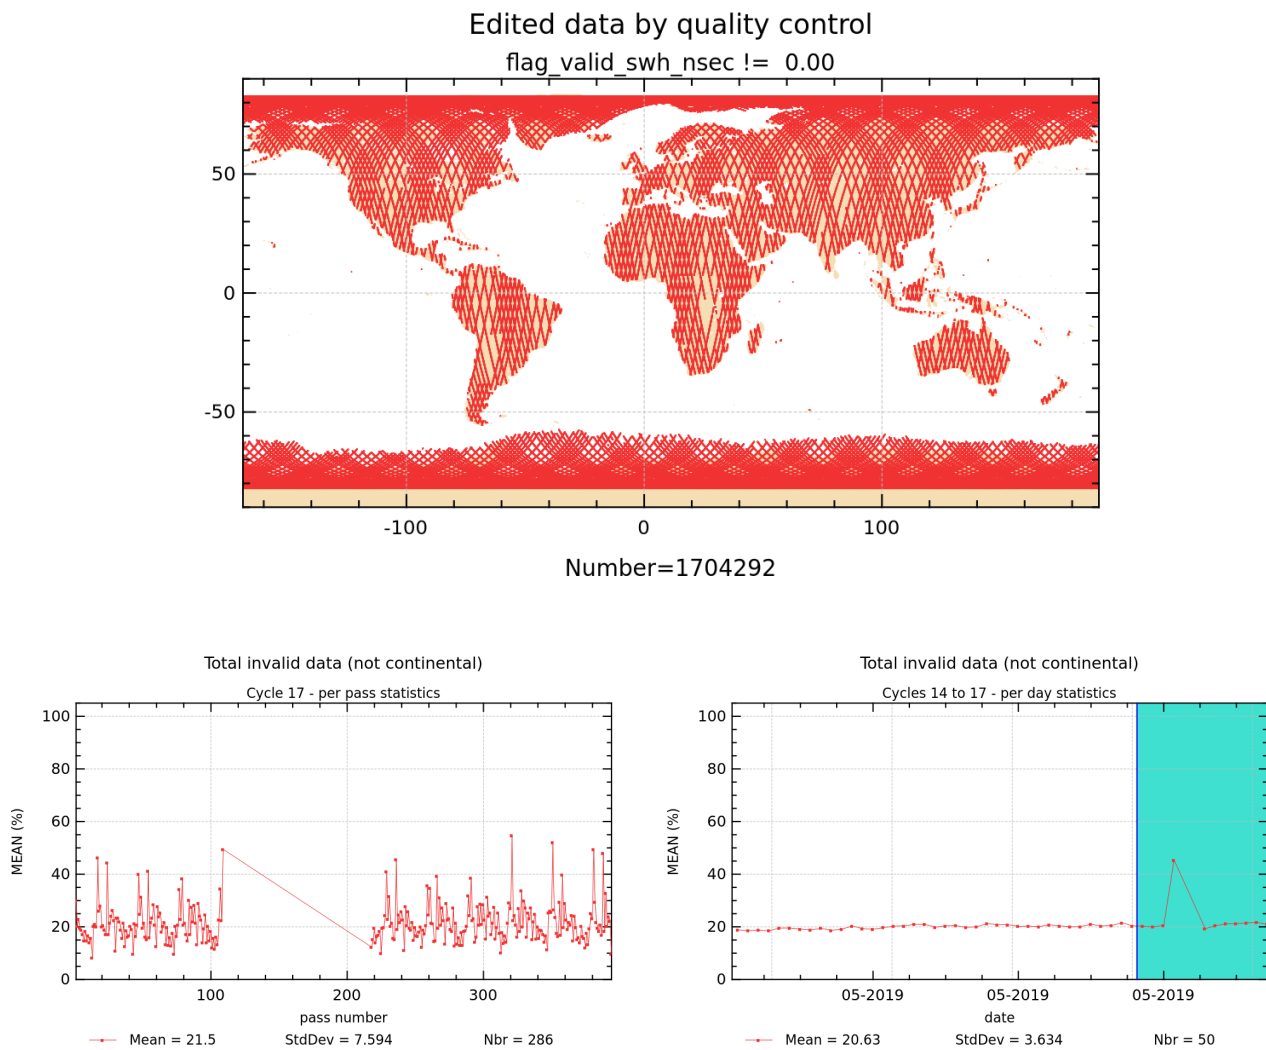 Edited data by quality control
flag_valid_swh_nsec !=  0.00
50
0
-50
-100
0
100
Number=1704292
Total invalid data (not continental)
Cycle 17 - per pass statistics
MEAN (%)
100
80
60
40
20
0
100
200
300
pass number
Mean = 21.5
StdDev = 7.594
Nbr = 286
Total invalid data (not continental)
Cycles 14 to 17 - per day statistics
MEAN (%)
100
80
60
40
20
0
05-2019
05-2019
05-2019
date
Mean = 20.63
StdDev = 3.634
Nbr = 50